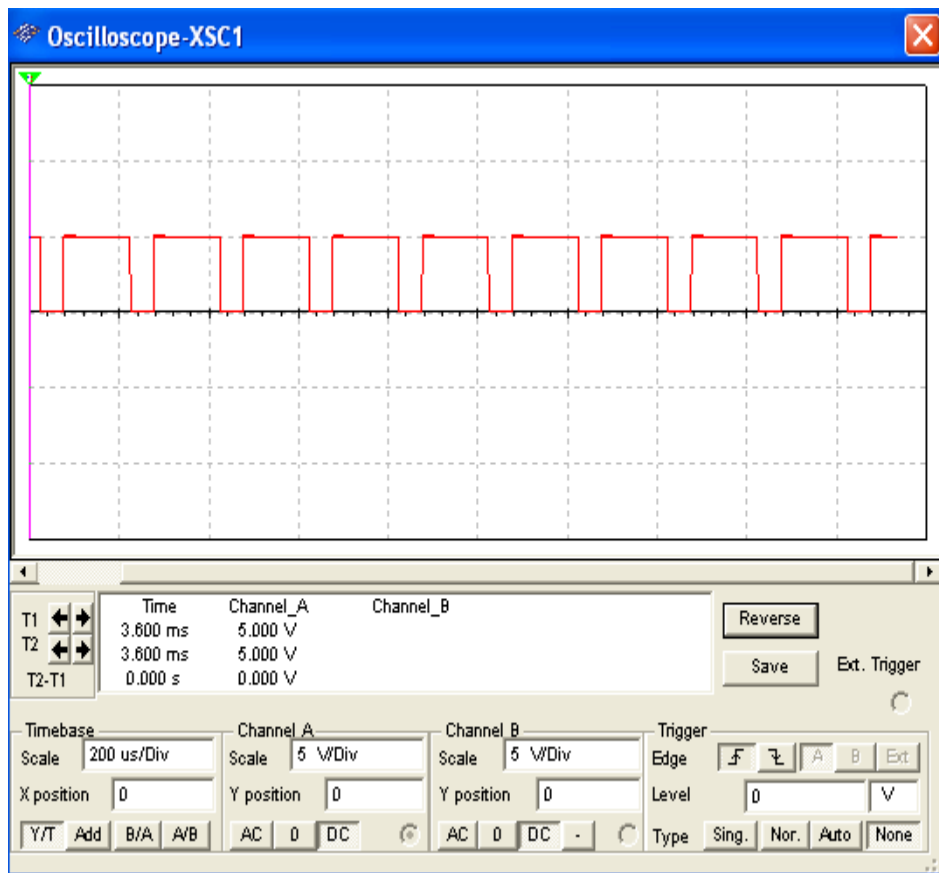 Oscilloscope-XSC1
Time Channel_A Channel_B
T1 3.600 ms 5.000 V
T2 3.600 ms 5.000 V
T2-T1 0.000 s 0.000 V
Reverse
Save Ext. Trigger
Timebase Channel A Channel B Trigger
Scale 200 us/Div Scale 5 V/Div Scale 5 V/Div Edge A B Ext
X position 0 Y position 0 Y position 0 Level 0 V
Y/T Add B/A A/B AC 0 DC AC 0 DC - Type Sing. Nor. Auto None